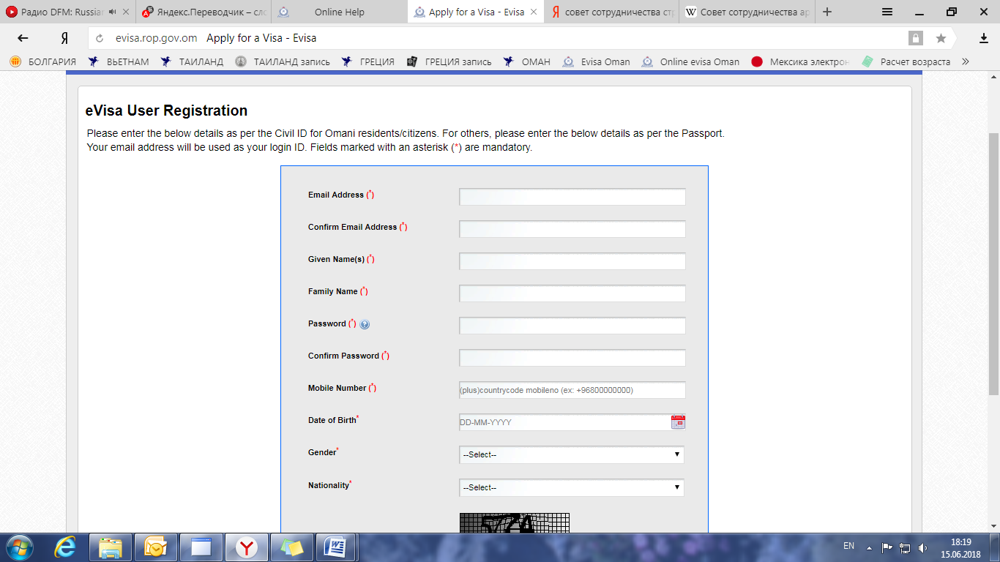 Радио DFM: Russia
Яндекс.Переводчик – сло
Online Help
Apply for a Visa - Evisa
совет сотрудничества стр
Совет сотрудничества ар
evisa.rop.gov.om Apply for a Visa - Evisa
БОЛГАРИЯ ВЬЕТНАМ ТАИЛАНД ТАИЛАНД запись ГРЕЦИЯ ГРЕЦИЯ запись ОМАН Evisa Oman Online evisa Oman Мексика электрон Расчет возраста »
eVisa User Registration
Please enter the below details as per the Civil ID for Omani residents/citizens. For others, please enter the below details as per the Passport.
Your email address will be used as your login ID. Fields marked with an asterisk (*) are mandatory.
Email Address (*)
Confirm Email Address (*)
Given Name(s) (*)
Family Name (*)
Password (*) ?
Confirm Password (*)
Mobile Number (*) (plus)countrycode mobileno (ex: +96800000000)
Date of Birth* DD-MM-YYYY
Gender* --Select--
Nationality* --Select--
EN 18:19
15.06.2018